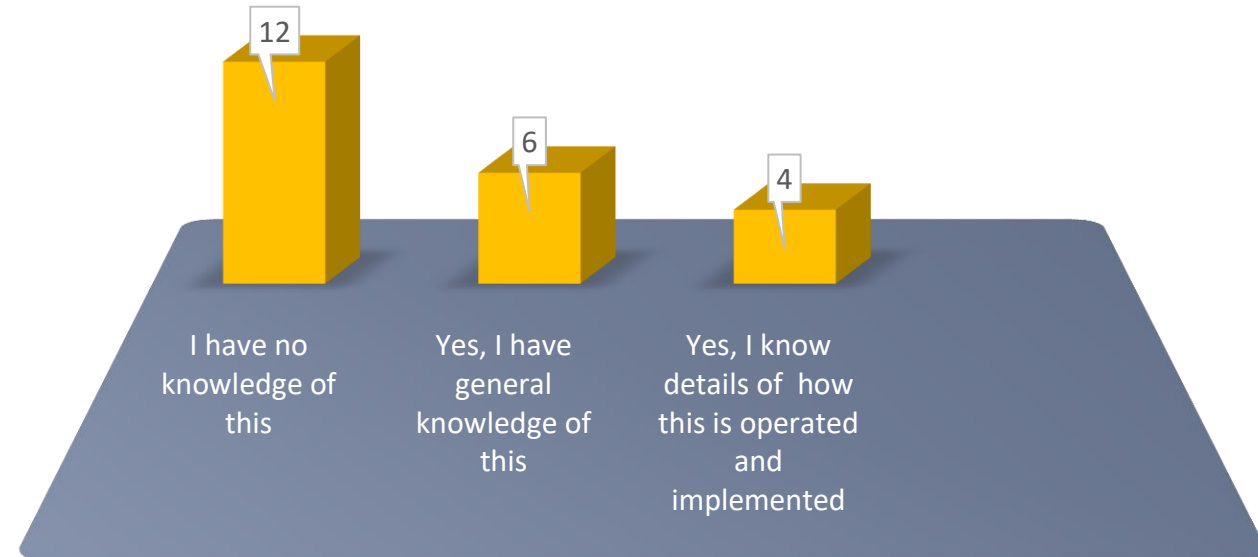 12
6
4
I have no
knowledge of
this
Yes, I have
general
knowledge of
this
Yes, I know
details of  how
this is operated
and
implemented